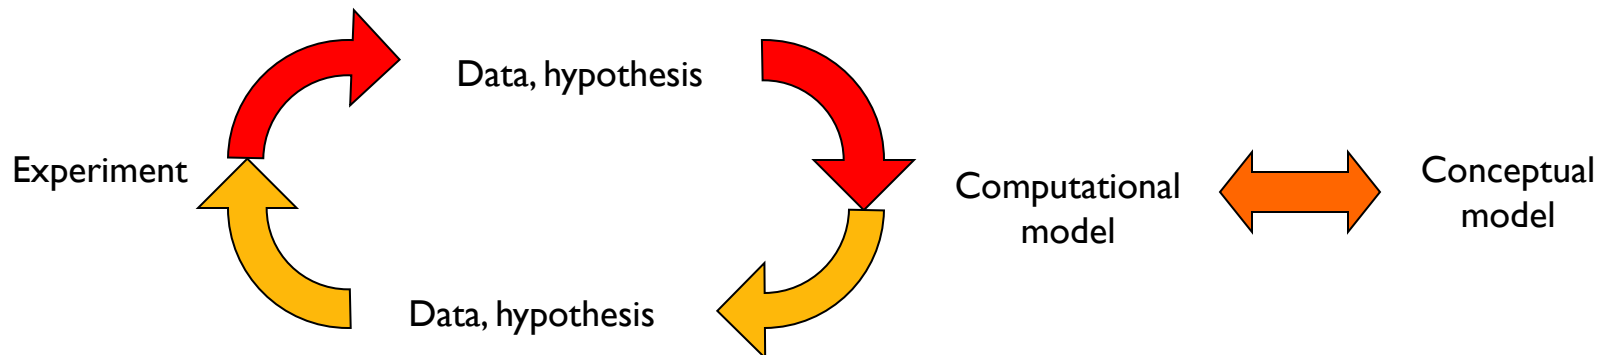 Data, hypothesis
Experiment
Computational
model
Conceptual
model
Data, hypothesis